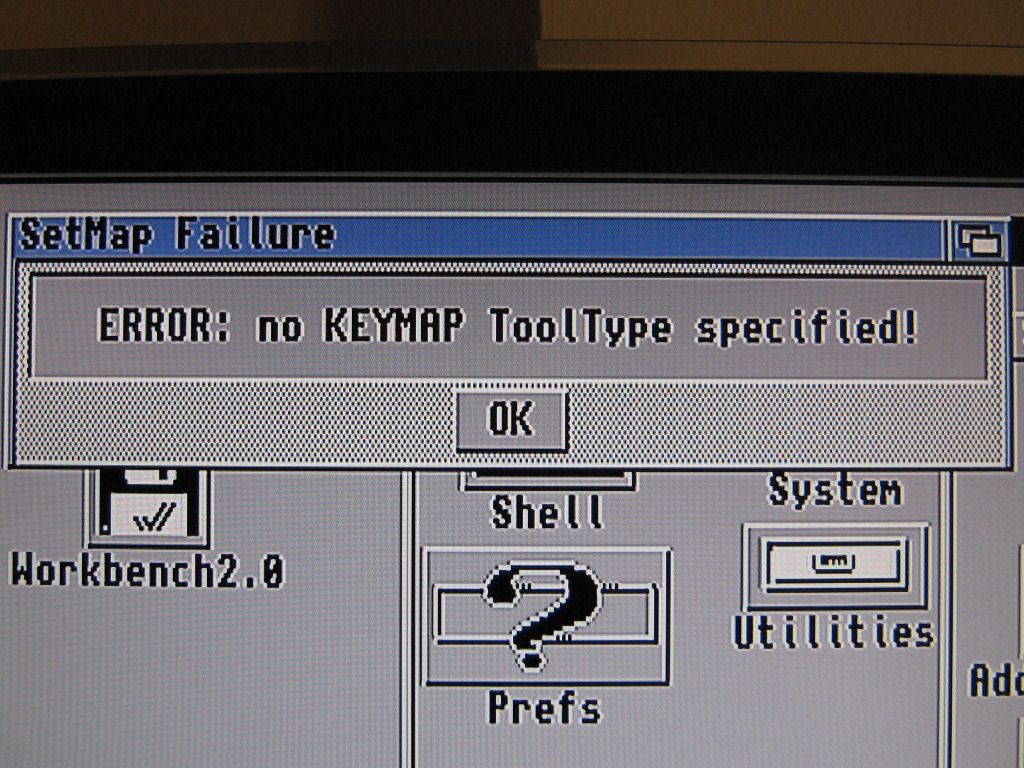 SetMap Failure
ERROR: no KEYMAP ToolType specified!
OK
System
Shell
Workbench2.0
Utilities
Prefs